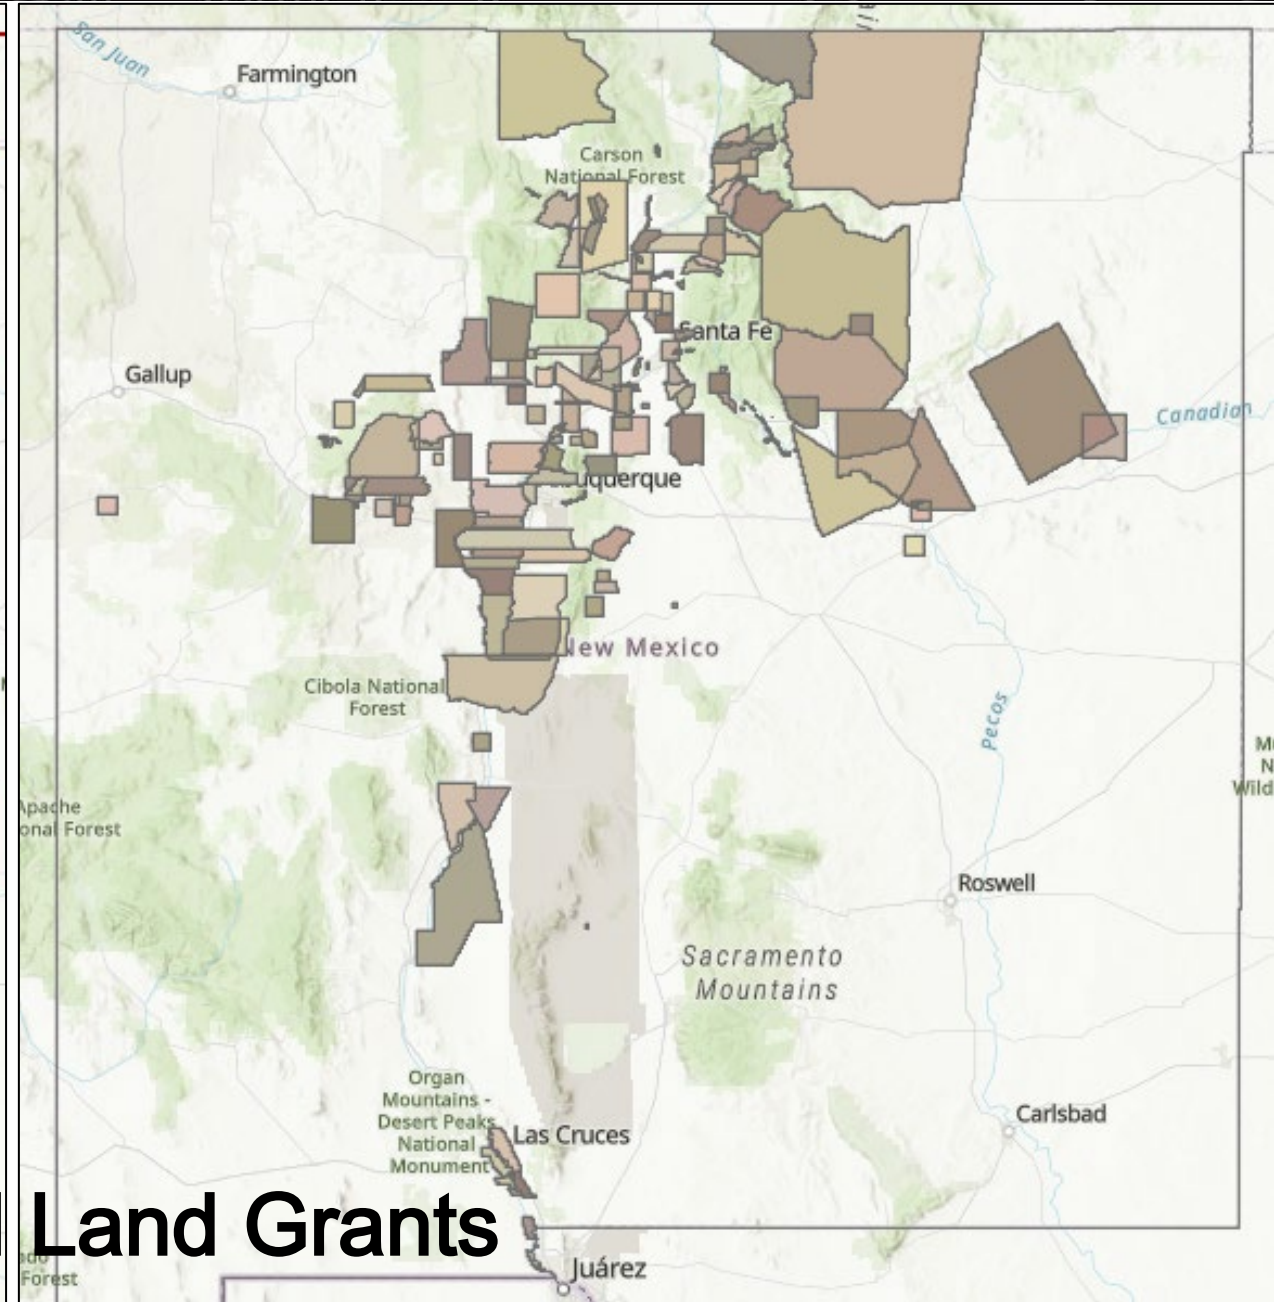 San Juan
Farmington
Carson
National Forest
Santa Fe
Gallup
Canadian
uquerque
New Mexico
Cibola National
Forest
Pecos
Apache
onal Forest
Wild
Roswell
Sacramento
Mountains
Organ
Mountains -
Desert Peaks
National
Monument
Las Cruces
Carlsbad
Land Grants
Forest
Juárez